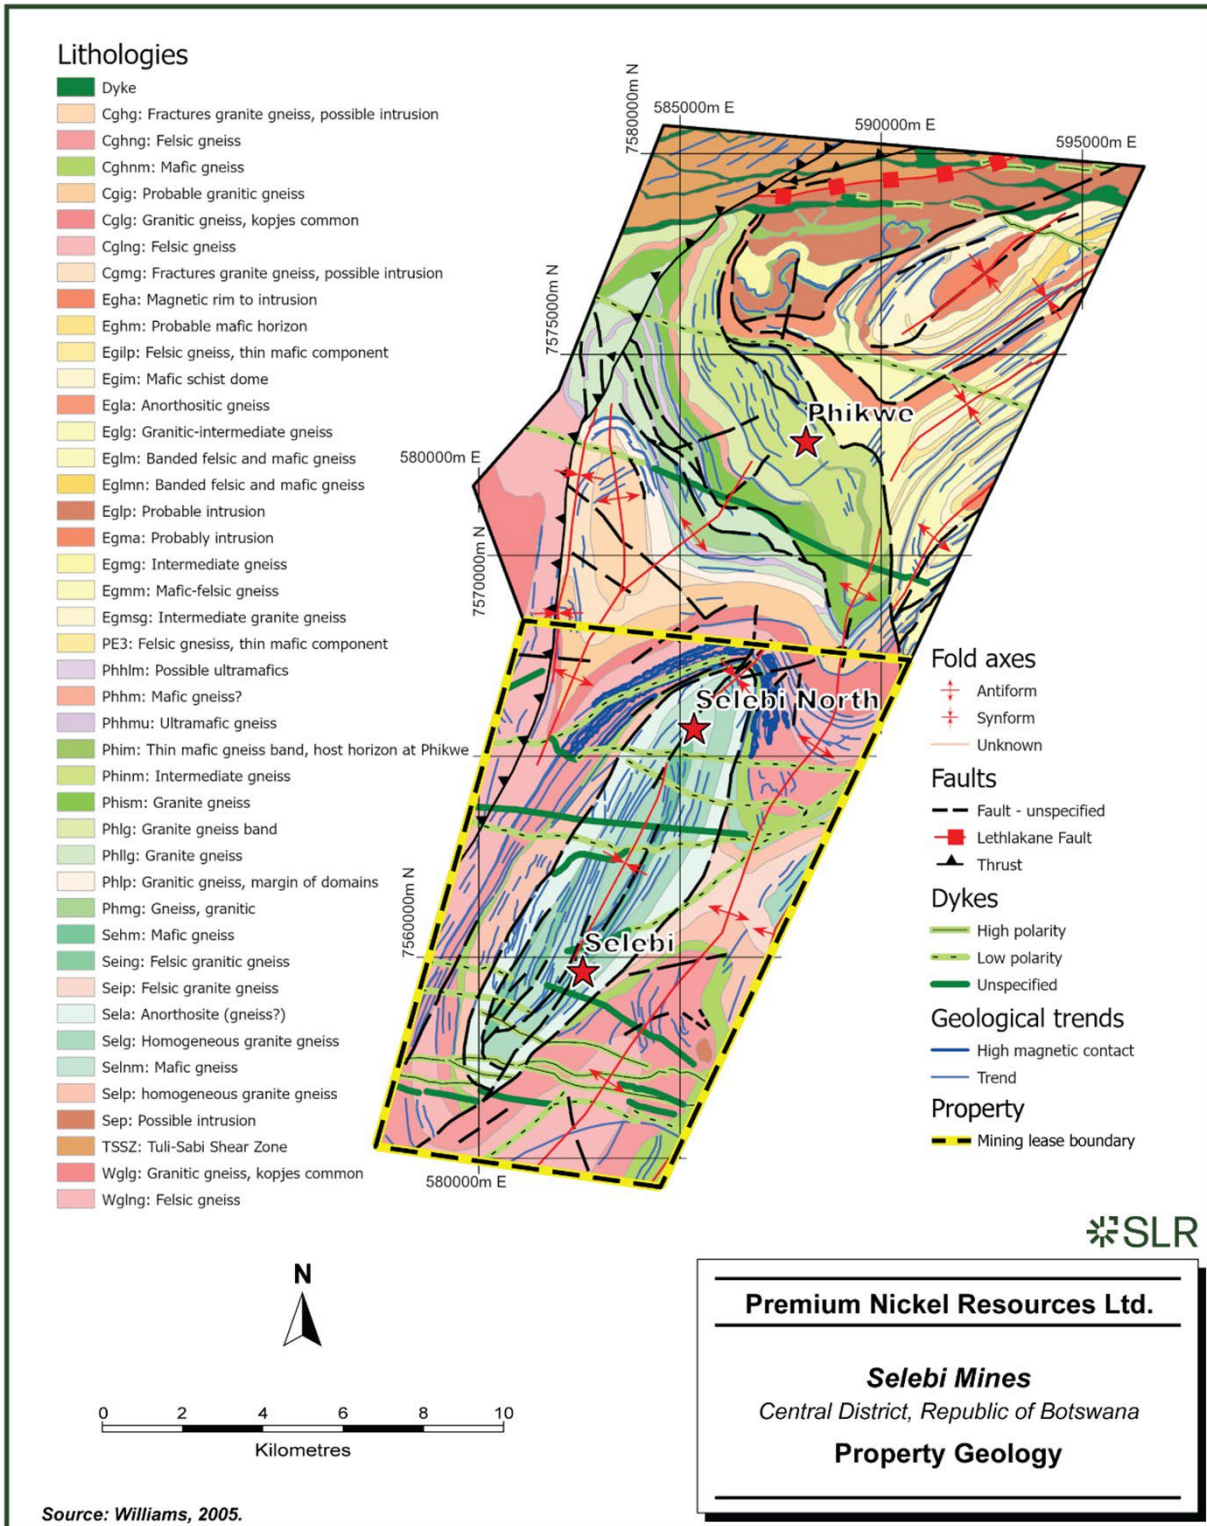 Lithologies
Dyke
Cghg: Fractures granite gneiss, possible intrusion
Cghng: Felsic gneiss
Cghnm: Mafic gneiss
Cgig: Probable granitic gneiss
Cglg: Granitic gneiss, kopjes common
Cglng: Felsic gneiss
Cgmg: Fractures granite gneiss, possible intrusion
Egha: Magnetic rim to intrusion
Eghm: Probable mafic horizon
Egilp: Felsic gneiss, thin mafic component
Egim: Mafic schist dome
Egla: Anorthositic gneiss
Eglg: Granitic-intermediate gneiss
Eglm: Banded felsic and mafic gneiss
Eglmn: Banded felsic and mafic gneiss
Eglp: Probable intrusion
Egma: Probably intrusion
Egmg: Intermediate gneiss
Egmm: Mafic-felsic gneiss
Egmsg: Intermediate granite gneiss
PE3: Felsic gnesiss, thin mafic component
Phhlm: Possible ultramafics
Phhm: Mafic gneiss?
Phhmu: Ultramafic gneiss
Phim: Thin mafic gneiss band, host horizon at Phikwe
Phinm: Intermediate gneiss
Phism: Granite gneiss
Phlg: Granite gneiss band
Phllg: Granite gneiss
Phlp: Granitic gneiss, margin of domains
Phmg: Gneiss, granitic
Sehm: Mafic gneiss
Seing: Felsic granitic gneiss
Seip: Felsic granite gneiss
Sela: Anorthosite (gneiss?)
Selg: Homogeneous granite gneiss
Selnm: Mafic gneiss
Selp: homogeneous granite gneiss
Sep: Possible intrusion
TSSZ: Tuli-Sabi Shear Zone
Wglg: Granitic gneiss, kopjes common
Wglng: Felsic gneiss
7580000m N
585000m E
590000m E
595000m E
7575000m N
Phikwe
580000m E
7570000m N
Selebi North
7560000m N
Selebi
580000m E
Fold axes
Antiform
Synform
Unknown
Faults
Fault - unspecified
Lethlakane Fault
Thrust
Dykes
High polarity
Low polarity
Unspecified
Geological trends
High magnetic contact
Trend
Property
Mining lease boundary
SLR
N
0 2 4 6 8 10
Kilometres
Premium Nickel Resources Ltd.
Selebi Mines
Central District, Republic of Botswana
Property Geology
Source: Williams, 2005.